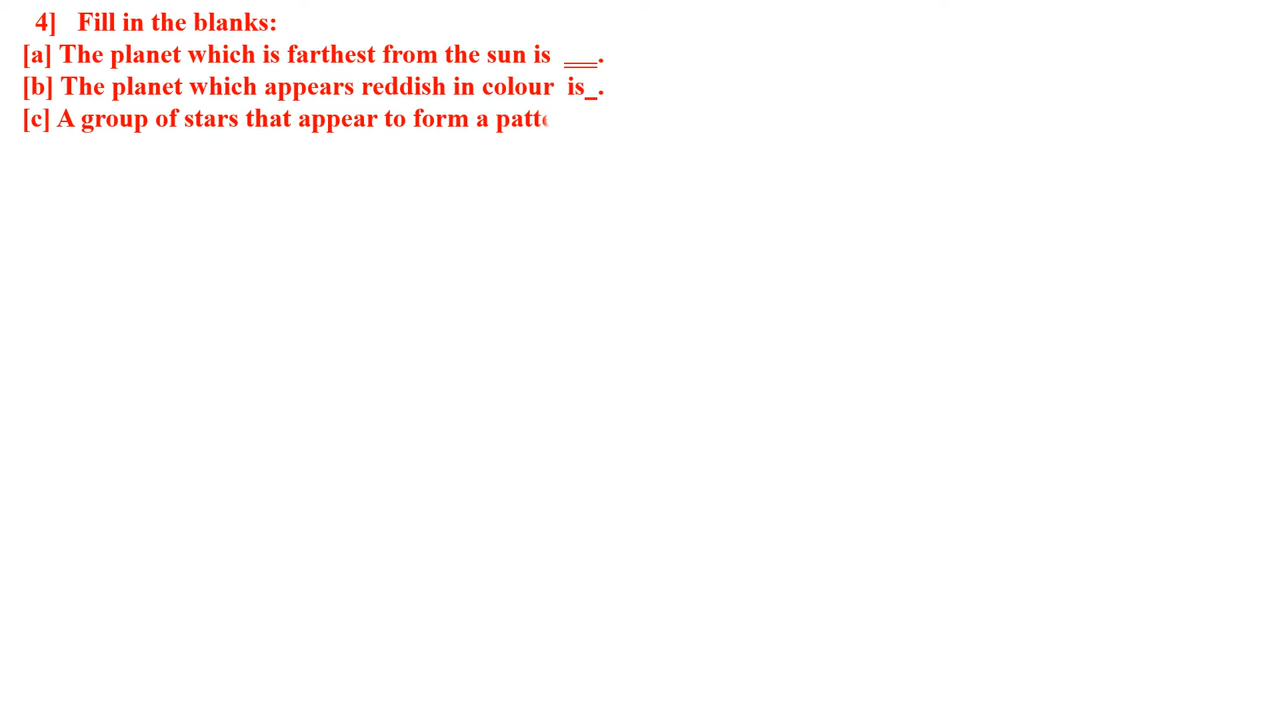 4] Fill in the blanks:
[a] The planet which is farthest from the sun is ___.
[b] The planet which appears reddish in colour is_.
[c] A group of stars that appear to form a